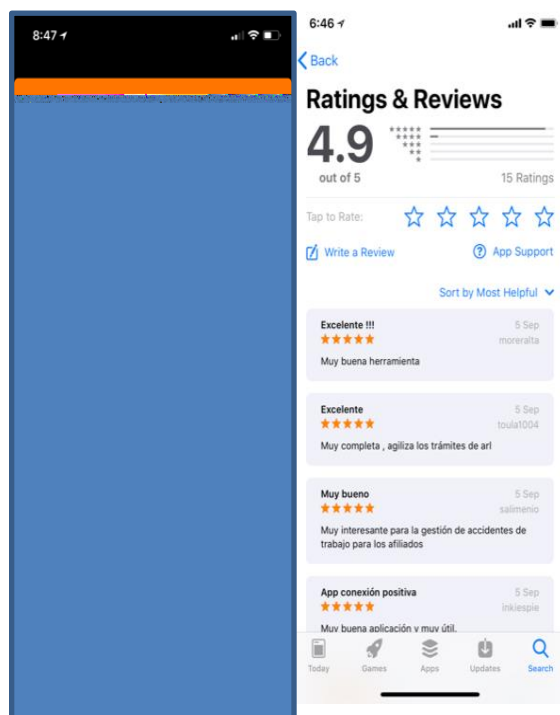 8:47
6:46
Back
Ratings & Reviews
4.9
out of 5
15 Ratings
Tap to Rate:
Write a Review
App Support
Sort by Most Helpful
Excelente !!!
5 Sep
moreralta
Muy buena herramienta
Excelente
5 Sep
toula1004
Muy completa , agiliza los trámites de arl
Muy bueno
5 Sep
salimenio
Muy interesante para la gestión de accidentes de
trabajo para los afiliados
App conexión positiva
5 Sep
inkiespie
Muy buena aplicación y muy útil.
Today
Games
Apps
Updates
Search